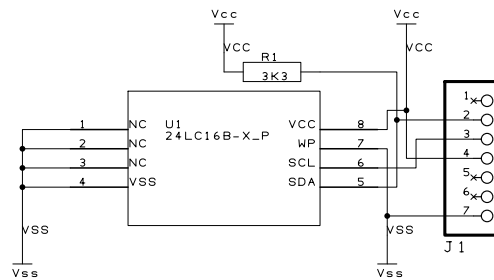 Vcc Vcc
VCC VCC
R1
3K3
U1
24LC16B-X_P
1 NC VCC 8
2 NC WP 7
3 NC SCL 6
4 VSS SDA 5
1
2
3
4
5
6
7
J1
VSS VSS
Vss Vss